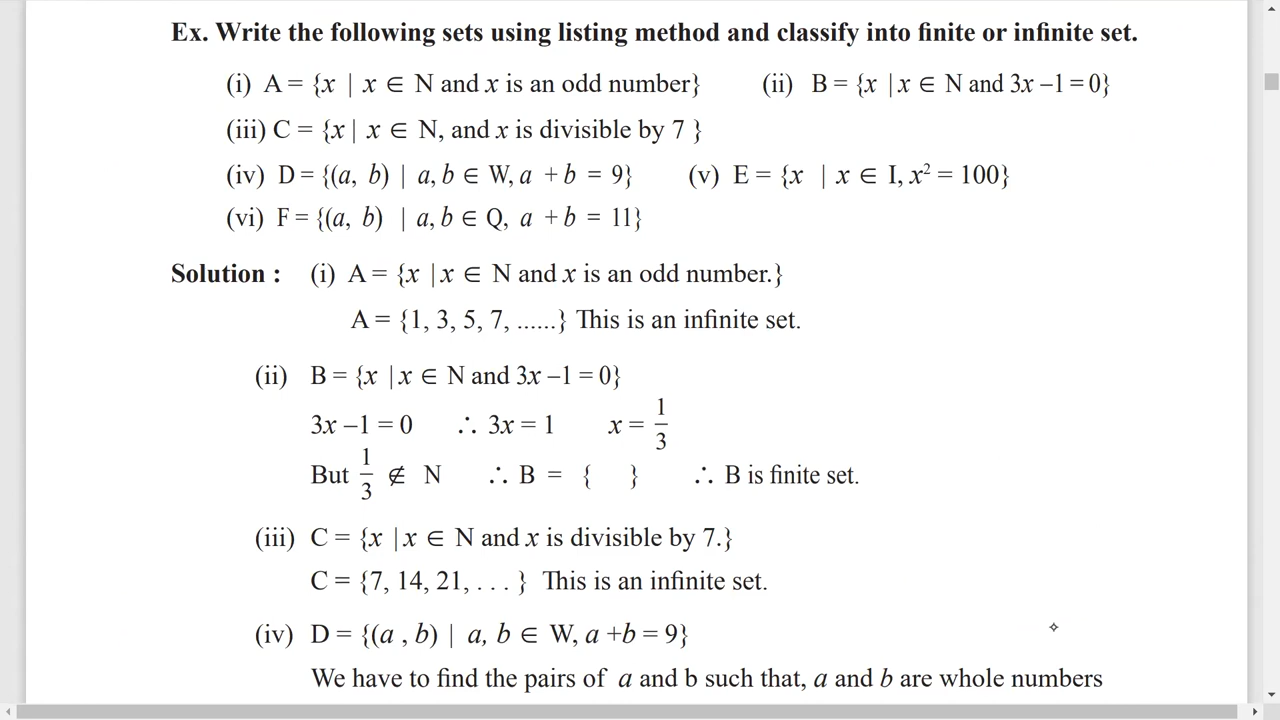 Ex. Write the following sets using listing method and classify into finite or infinite set.
(i) A = {x | x ∈ N and x is an odd number} (ii) B = {x | x ∈ N and 3x –1 = 0}
(iii) C = {x | x ∈ N, and x is divisible by 7 }
(iv) D = {(a, b) | a, b ∈ W, a + b = 9} (v) E = {x | x ∈ I, x² = 100}
(vi) F = {(a, b) | a, b ∈ Q, a + b = 11}
Solution : (i) A = {x | x ∈ N and x is an odd number.}
A = {1, 3, 5, 7, ......} This is an infinite set.
(ii) B = {x | x ∈ N and 3x –1 = 0}
3x –1 = 0 ∴ 3x = 1 x = 1/3
But 1/3 ∉ N ∴ B = { } ∴ B is finite set.
(iii) C = {x | x ∈ N and x is divisible by 7.}
C = {7, 14, 21, . . . } This is an infinite set.
(iv) D = {(a , b) | a, b ∈ W, a +b = 9}
We have to find the pairs of a and b such that, a and b are whole numbers